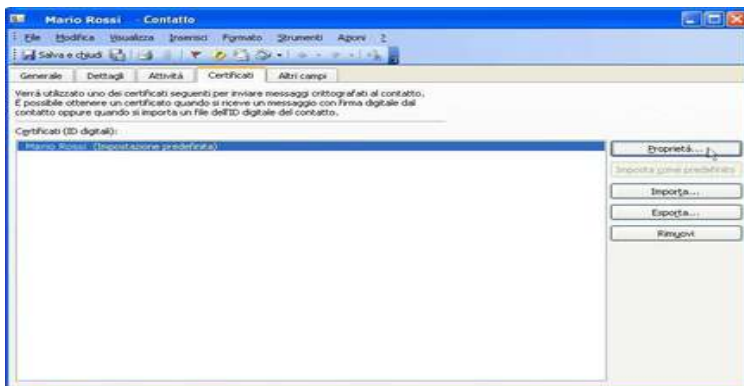 Mario Rossi - Contatto
File Modifica Visualizza Inserisci Formato Strumenti Azioni ?
Salva e chiudi
Generale Dettagli Attività Certificati Altri campi
Verrà utilizzato uno dei certificati seguenti per inviare messaggi crittografati al contatto.
È possibile ottenere un certificato quando si riceve un messaggio con firma digitale dal
contatto oppure quando si importa un file dell'ID digitale del contatto.
Certificati (ID digitali):
Mario Rossi (Impostazione predefinita)
Proprietà...
Imposta come predefinito
Importa...
Esporta...
Rimuovi